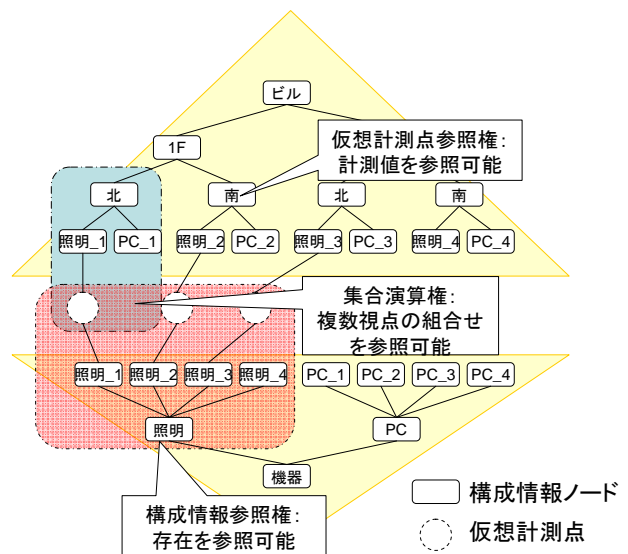 ビル
1F
仮想計測点参照権:
計測値を参照可能
北
南
北
南
照明_1
PC_1
照明_2
PC_2
照明_3
PC_3
照明_4
PC_4
集合演算権:
複数視点の組合せ
を参照可能
照明_1
照明_2
照明_3
照明_4
PC_1
PC_2
PC_3
PC_4
照明
PC
機器
構成情報参照権:
存在を参照可能
構成情報ノード
仮想計測点